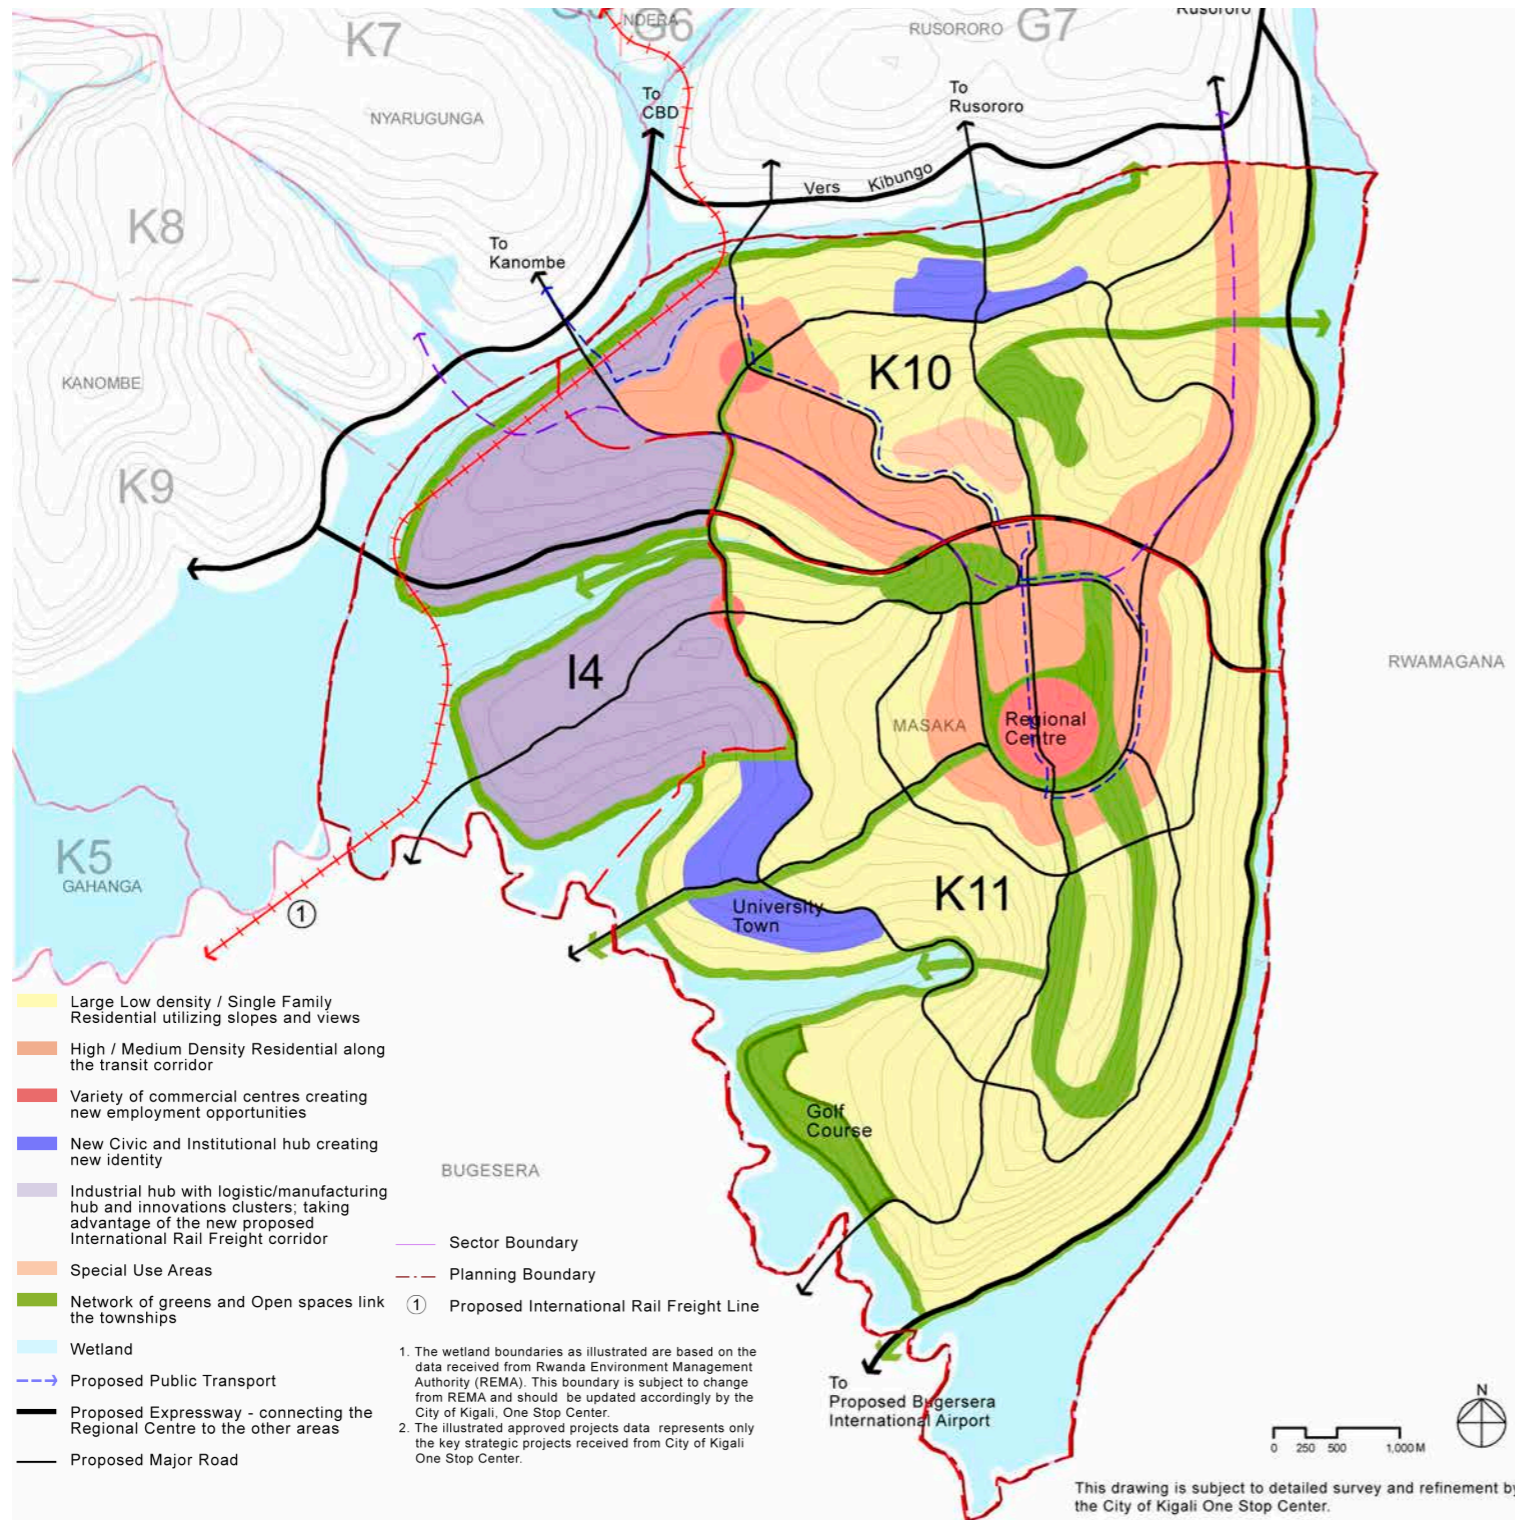 K7
NDERA
G6
RUSORORO
G7
Rusororo
NYARUGUNGA
To
CBD
To
Rusororo
Vers Kibungo
K8
To
Kanombe
KANOMBE
K10
K9
I4
RWAMAGANA
MASAKA
Regional
Centre
K5
GAHANGA
1
K11
University
Town
Golf
Course
BUGESERA
To
Proposed Bugersera
International Airport
Large Low density / Single Family
Residential utilizing slopes and views
High / Medium Density Residential along
the transit corridor
Variety of commercial centres creating
new employment opportunities
New Civic and Institutional hub creating
new identity
Industrial hub with logistic/manufacturing
hub and innovations clusters; taking
advantage of the new proposed
International Rail Freight corridor
Special Use Areas
Network of greens and Open spaces link
the townships
Wetland
Proposed Public Transport
Proposed Expressway - connecting the
Regional Centre to the other areas
Proposed Major Road
Sector Boundary
Planning Boundary
1 Proposed International Rail Freight Line
1. The wetland boundaries as illustrated are based on the
data received from Rwanda Environment Management
Authority (REMA). This boundary is subject to change
from REMA and should be updated accordingly by the
City of Kigali, One Stop Center.
2. The illustrated approved projects data represents only
the key strategic projects received from City of Kigali
One Stop Center.
N
0 250 500 1,000 M
This drawing is subject to detailed survey and refinement by
the City of Kigali One Stop Center.